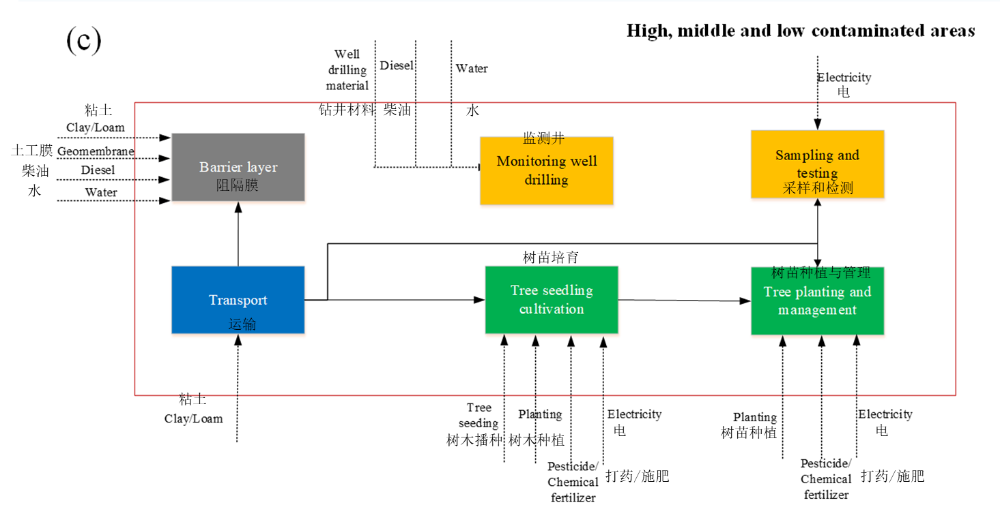 (c)
High, middle and low contaminated areas
Well
drilling
material
钻井材料
Diesel
柴油
Water
水
Electricity
电
粘土
Clay/Loam
土工膜
Geomembrane
柴油
Diesel
水
Water
Barrier layer
阻隔膜
监测井
Monitoring well
drilling
Sampling and
testing
采样和检测
Transport
运输
树苗培育
Tree seedling
cultivation
树苗种植与管理
Tree planting and
management
粘土
Clay/Loam
Tree
seeding
树木播种
Planting
树木种植
Pesticide/
Chemical
fertilizer
打药/施肥
Electricity
电
Planting
树苗种植
Pesticide/
Chemical
fertilizer
打药/施肥
Electricity
电